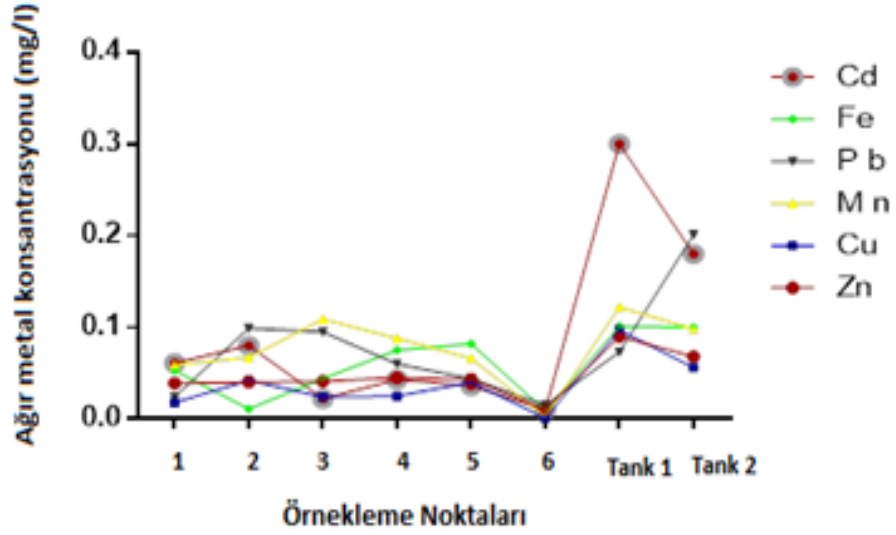 Ağır metal konsantrasyonu (mg/l)
0.4
0.3
0.2
0.1
0.0
1 2 3 4 5 6 Tank 1 Tank 2
Örnekleme Noktaları
Cd
Fe
P b
M n
Cu
Zn